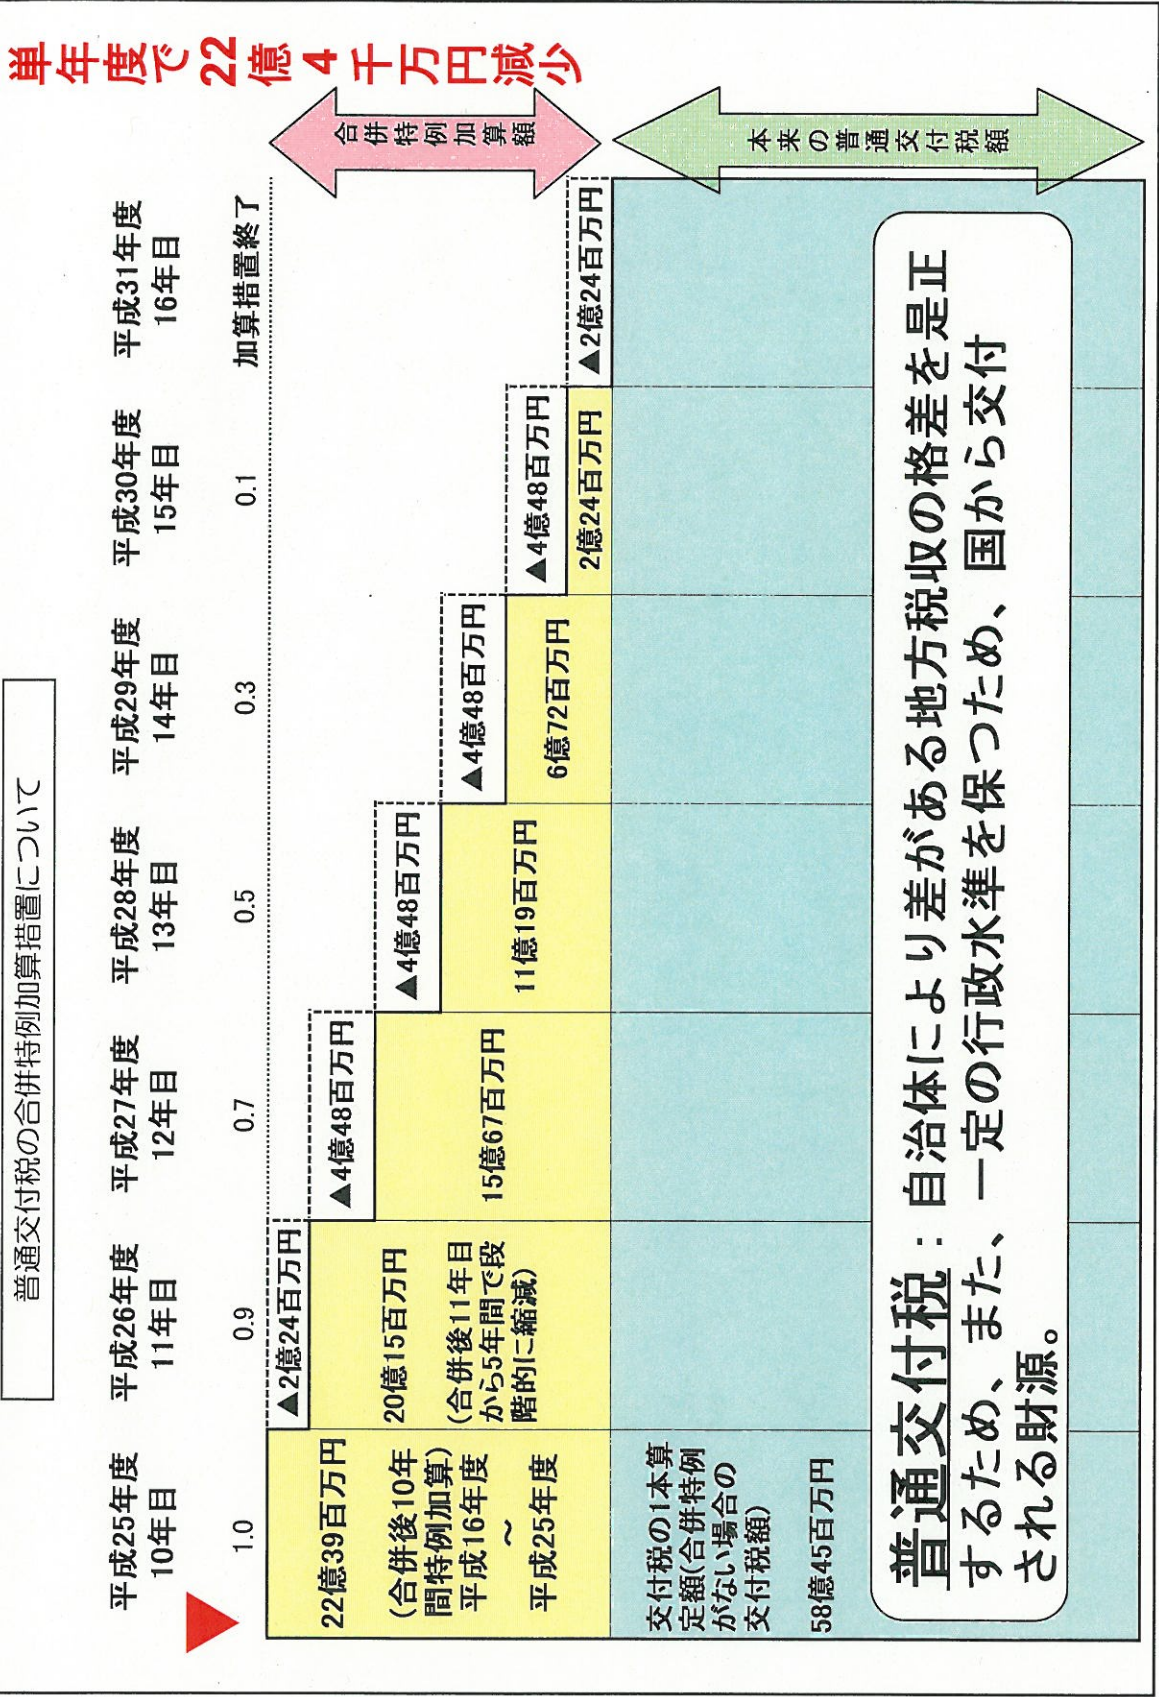 普通交付税の合併特例加算措置について
平成25年度
10年目
平成26年度
11年目
平成27年度
12年目
平成28年度
13年目
平成29年度
14年目
平成30年度
15年目
平成31年度
16年目
1.0
0.9
0.7
0.5
0.3
0.1
加算措置終了
22億39百万円
(合併後10年
間特例加算)
平成16年度
~
平成25年度
▲2億24百万円
20億15百万円
(合併後11年目
から5年間で段
階的に縮減)
▲4億48百万円
15億67百万円
▲4億48百万円
11億19百万円
▲4億48百万円
6億72百万円
▲4億48百万円
2億24百万円
▲2億24百万円
合併特例加算額
単年度で22億4千万円減少
交付税の1本算
定額(合併特例
がない場合の
交付税額)
58億45百万円
本来の普通交付税額
普通交付税：自治体により差がある地方税収の格差を是正
するため、また、一定の行政水準を保つため、国から交付
される財源。